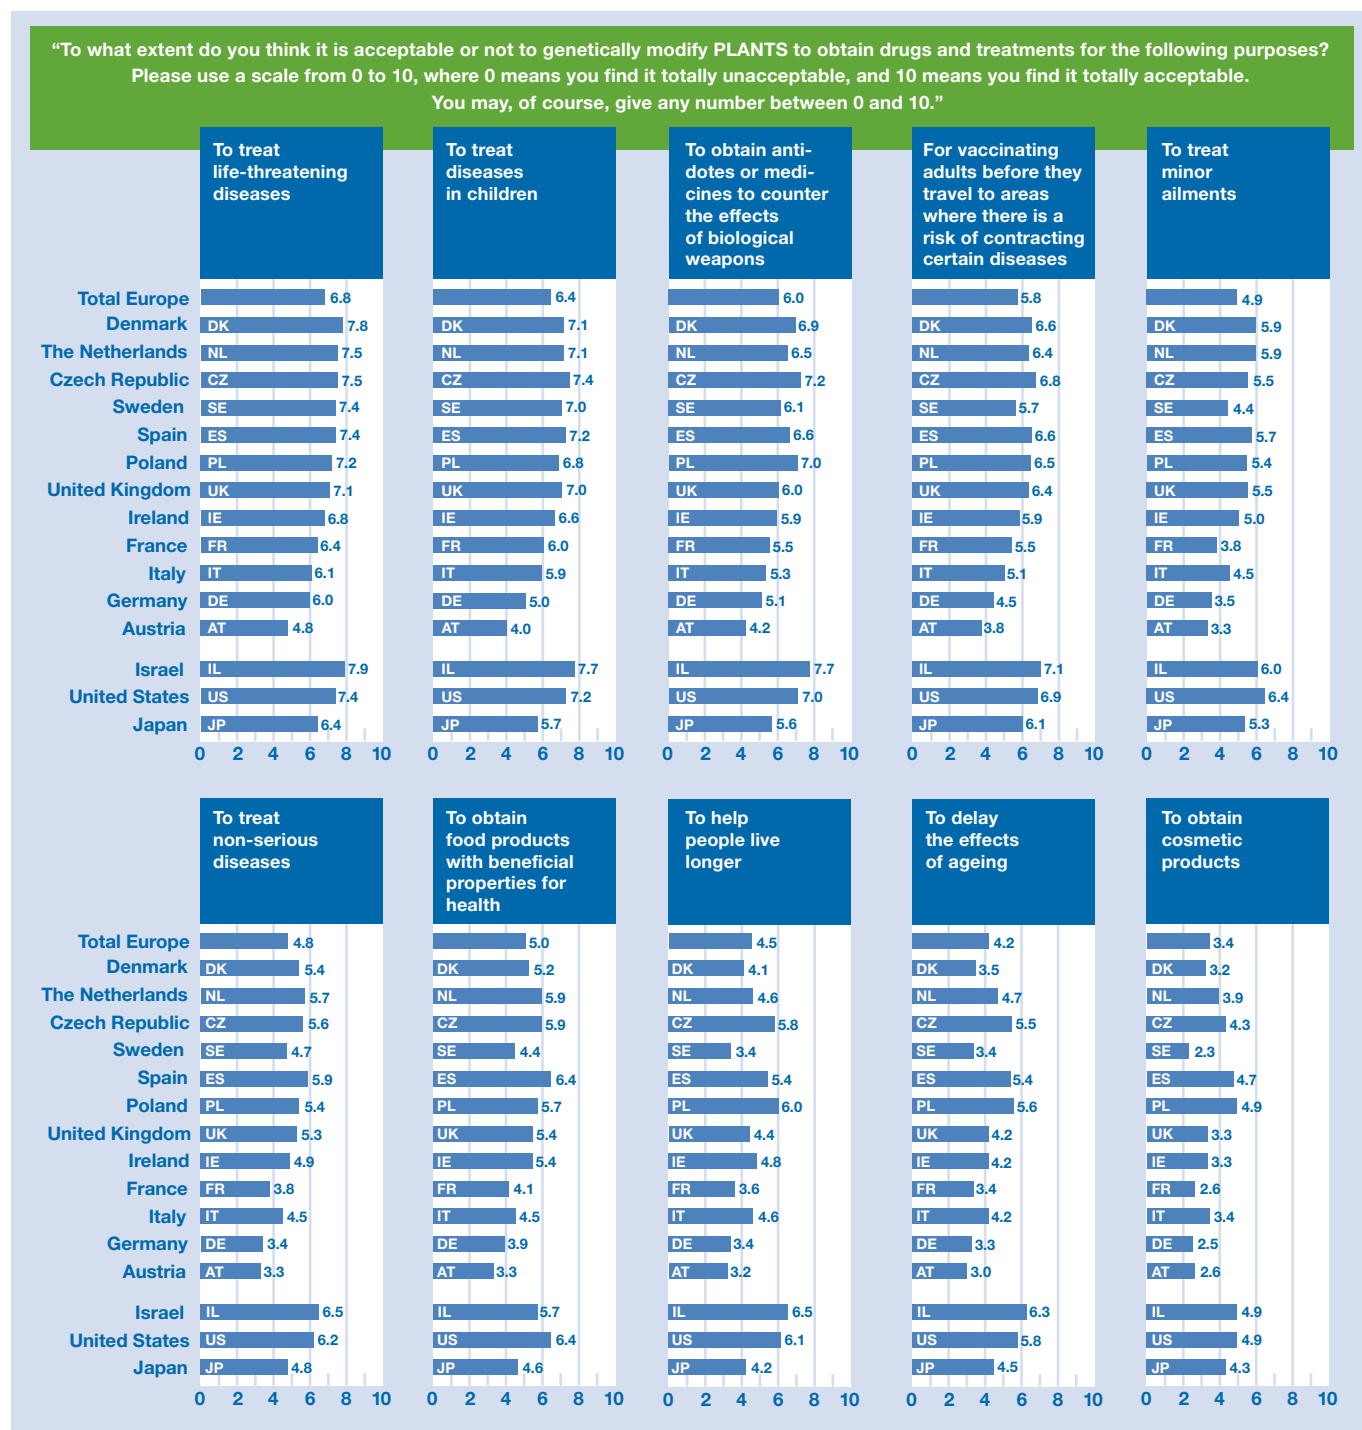 “To what extent do you think it is acceptable or not to genetically modify PLANTS to obtain drugs and treatments for the following purposes?
Please use a scale from 0 to 10, where 0 means you find it totally unacceptable, and 10 means you find it totally acceptable.
You may, of course, give any number between 0 and 10.”
To treat
life-threatening
diseases
To treat
diseases
in children
To obtain anti-
dotes or medi-
cines to counter
the effects
of biological
weapons
For vaccinating
adults before they
travel to areas
where there is a
risk of contracting
certain diseases
To treat
minor
ailments
Total Europe 6.8 6.4 6.0 5.8 4.9
Denmark DK 7.8 DK 7.1 DK 6.9 DK 6.6 DK 5.9
The Netherlands NL 7.5 NL 7.1 NL 6.5 NL 6.4 NL 5.9
Czech Republic CZ 7.5 CZ 7.4 CZ 7.2 CZ 6.8 CZ 5.5
Sweden SE 7.4 SE 7.0 SE 6.1 SE 5.7 SE 4.4
Spain ES 7.4 ES 7.2 ES 6.6 ES 6.6 ES 5.7
Poland PL 7.2 PL 6.8 PL 7.0 PL 6.5 PL 5.4
United Kingdom UK 7.1 UK 7.0 UK 6.0 UK 6.4 UK 5.5
Ireland IE 6.8 IE 6.6 IE 5.9 IE 5.9 IE 5.0
France FR 6.4 FR 6.0 FR 5.5 FR 5.5 FR 3.8
Italy IT 6.1 IT 5.9 IT 5.3 IT 5.1 IT 4.5
Germany DE 6.0 DE 5.0 DE 5.1 DE 4.5 DE 3.5
Austria AT 4.8 AT 4.0 AT 4.2 AT 3.8 AT 3.3
Israel IL 7.9 IL 7.7 IL 7.7 IL 7.1 IL 6.0
United States US 7.4 US 7.2 US 7.0 US 6.9 US 6.4
Japan JP 6.4 JP 5.7 JP 5.6 JP 6.1 JP 5.3
0 2 4 6 8 10 0 2 4 6 8 10 0 2 4 6 8 10 0 2 4 6 8 10 0 2 4 6 8 10
To treat
non-serious
diseases
To obtain
food products
with beneficial
properties for
health
To help
people live
longer
To delay
the effects
of ageing
To obtain
cosmetic
products
Total Europe 4.8 5.0 4.5 4.2 3.4
Denmark DK 5.4 DK 5.2 DK 4.1 DK 3.5 DK 3.2
The Netherlands NL 5.7 NL 5.9 NL 4.6 NL 4.7 NL 3.9
Czech Republic CZ 5.6 CZ 5.9 CZ 5.8 CZ 5.5 CZ 4.3
Sweden SE 4.7 SE 4.4 SE 3.4 SE 3.4 SE 2.3
Spain ES 5.9 ES 6.4 ES 5.4 ES 5.4 ES 4.7
Poland PL 5.4 PL 5.7 PL 6.0 PL 5.6 PL 4.9
United Kingdom UK 5.3 UK 5.4 UK 4.4 UK 4.2 UK 3.3
Ireland IE 4.9 IE 5.4 IE 4.8 IE 4.2 IE 3.3
France FR 3.8 FR 4.1 FR 3.6 FR 3.4 FR 2.6
Italy IT 4.5 IT 4.5 IT 4.6 IT 4.2 IT 3.4
Germany DE 3.4 DE 3.9 DE 3.4 DE 3.3 DE 2.5
Austria AT 3.3 AT 3.3 AT 3.2 AT 3.0 AT 2.6
Israel IL 6.5 IL 5.7 IL 6.5 IL 6.3 IL 4.9
United States US 6.2 US 6.4 US 6.1 US 5.8 US 4.9
Japan JP 4.8 JP 4.6 JP 4.2 JP 4.5 JP 4.3
0 2 4 6 8 10 0 2 4 6 8 10 0 2 4 6 8 10 0 2 4 6 8 10 0 2 4 6 8 10